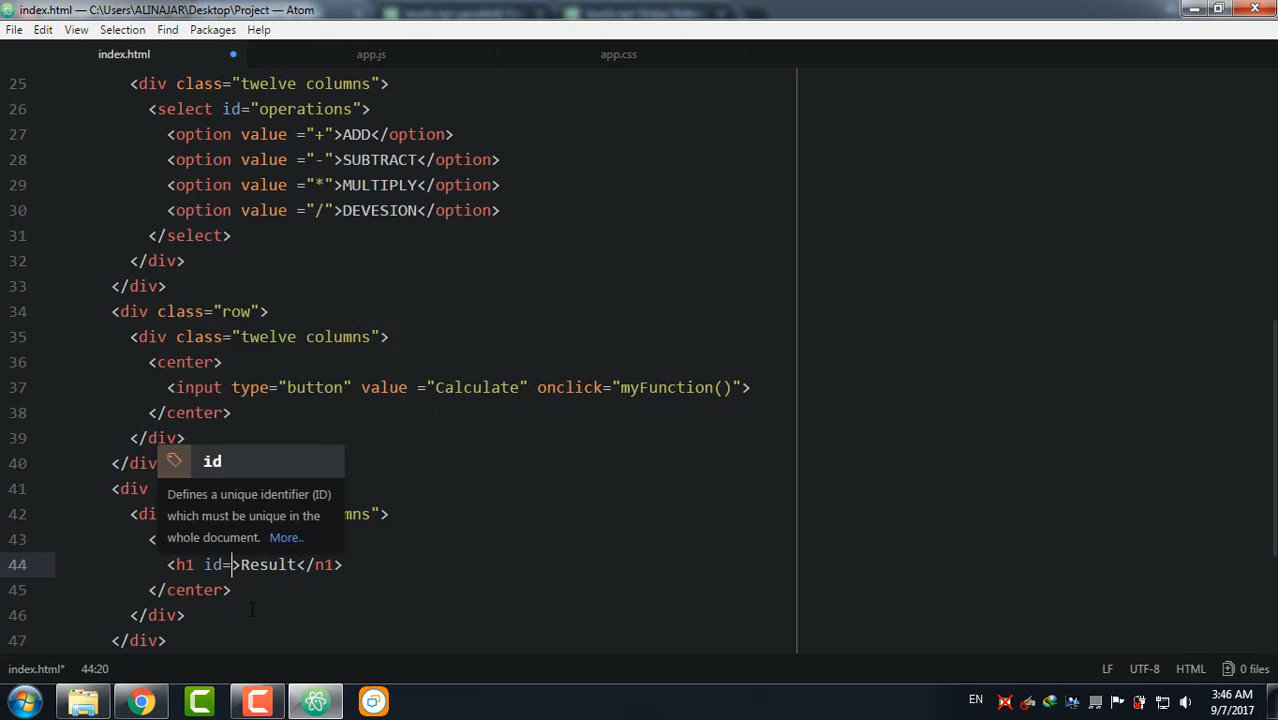 index.html — C:\Users\ALINAJAR\Desktop\Project — Atom
File Edit View Selection Find Packages Help
index.html app.js app.css
25 <div class="twelve columns">
26 <select id="operations">
27 <option value ="+">ADD</option>
28 <option value ="-">SUBTRACT</option>
29 <option value ="*">MULTIPLY</option>
30 <option value ="/">DEVESION</option>
31 </select>
32 </div>
33 </div>
34 <div class="row">
35 <div class="twelve columns">
36 <center>
37 <input type="button" value ="Calculate" onclick="myFunction()">
38 </center>
39 </div>
40 </div
41 <div
42 <di mns">
43 <
44 <h1 id=>Result</n1>
45 </center>
46 </div>
47 </div>
id
Defines a unique identifier (ID)
which must be unique in the
whole document. More..
index.html* 44:20 LF UTF-8 HTML 0 files
EN 3:46 AM
9/7/2017